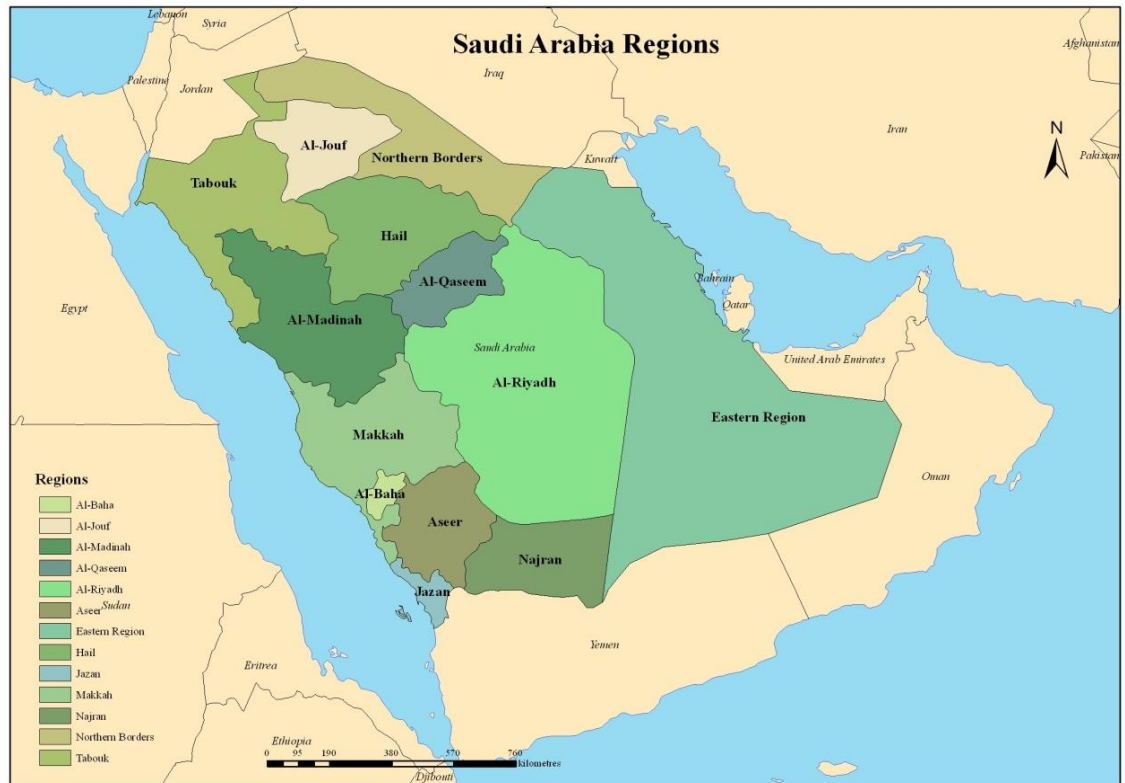 Saudi Arabia Regions
Lebanon
Syria
Iraq
Afghanistan
Palestine
Jordan
Iran
N
Al-Jouf
Northern Borders
Kuwait
Pakistan
Tabouk
Hail
Al-Qaseem
Bahrain
Qatar
Egypt
Al-Madinah
Saudi Arabia
United Arab Emirates
Al-Riyadh
Eastern Region
Makkah
Oman
Al-Baha
Aseer
Najran
Jazan
Yemen
Sudan
Eritrea
Ethiopia
Djibouti
Regions
Al-Baha
Al-Jouf
Al-Madinah
Al-Qaseem
Al-Riyadh
Aseer
Eastern Region
Hail
Jazan
Makkah
Najran
Northern Borders
Tabouk
0 95 190 380 570 760
kilometres